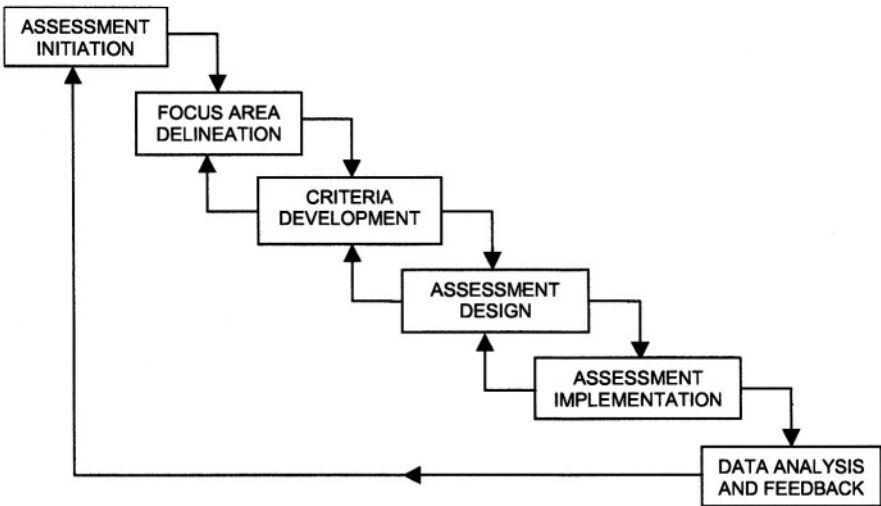 ASSESSMENT
INITIATION
FOCUS AREA
DELINEATION
CRITERIA
DEVELOPMENT
ASSESSMENT
DESIGN
ASSESSMENT
IMPLEMENTATION
DATA ANALYSIS
AND FEEDBACK